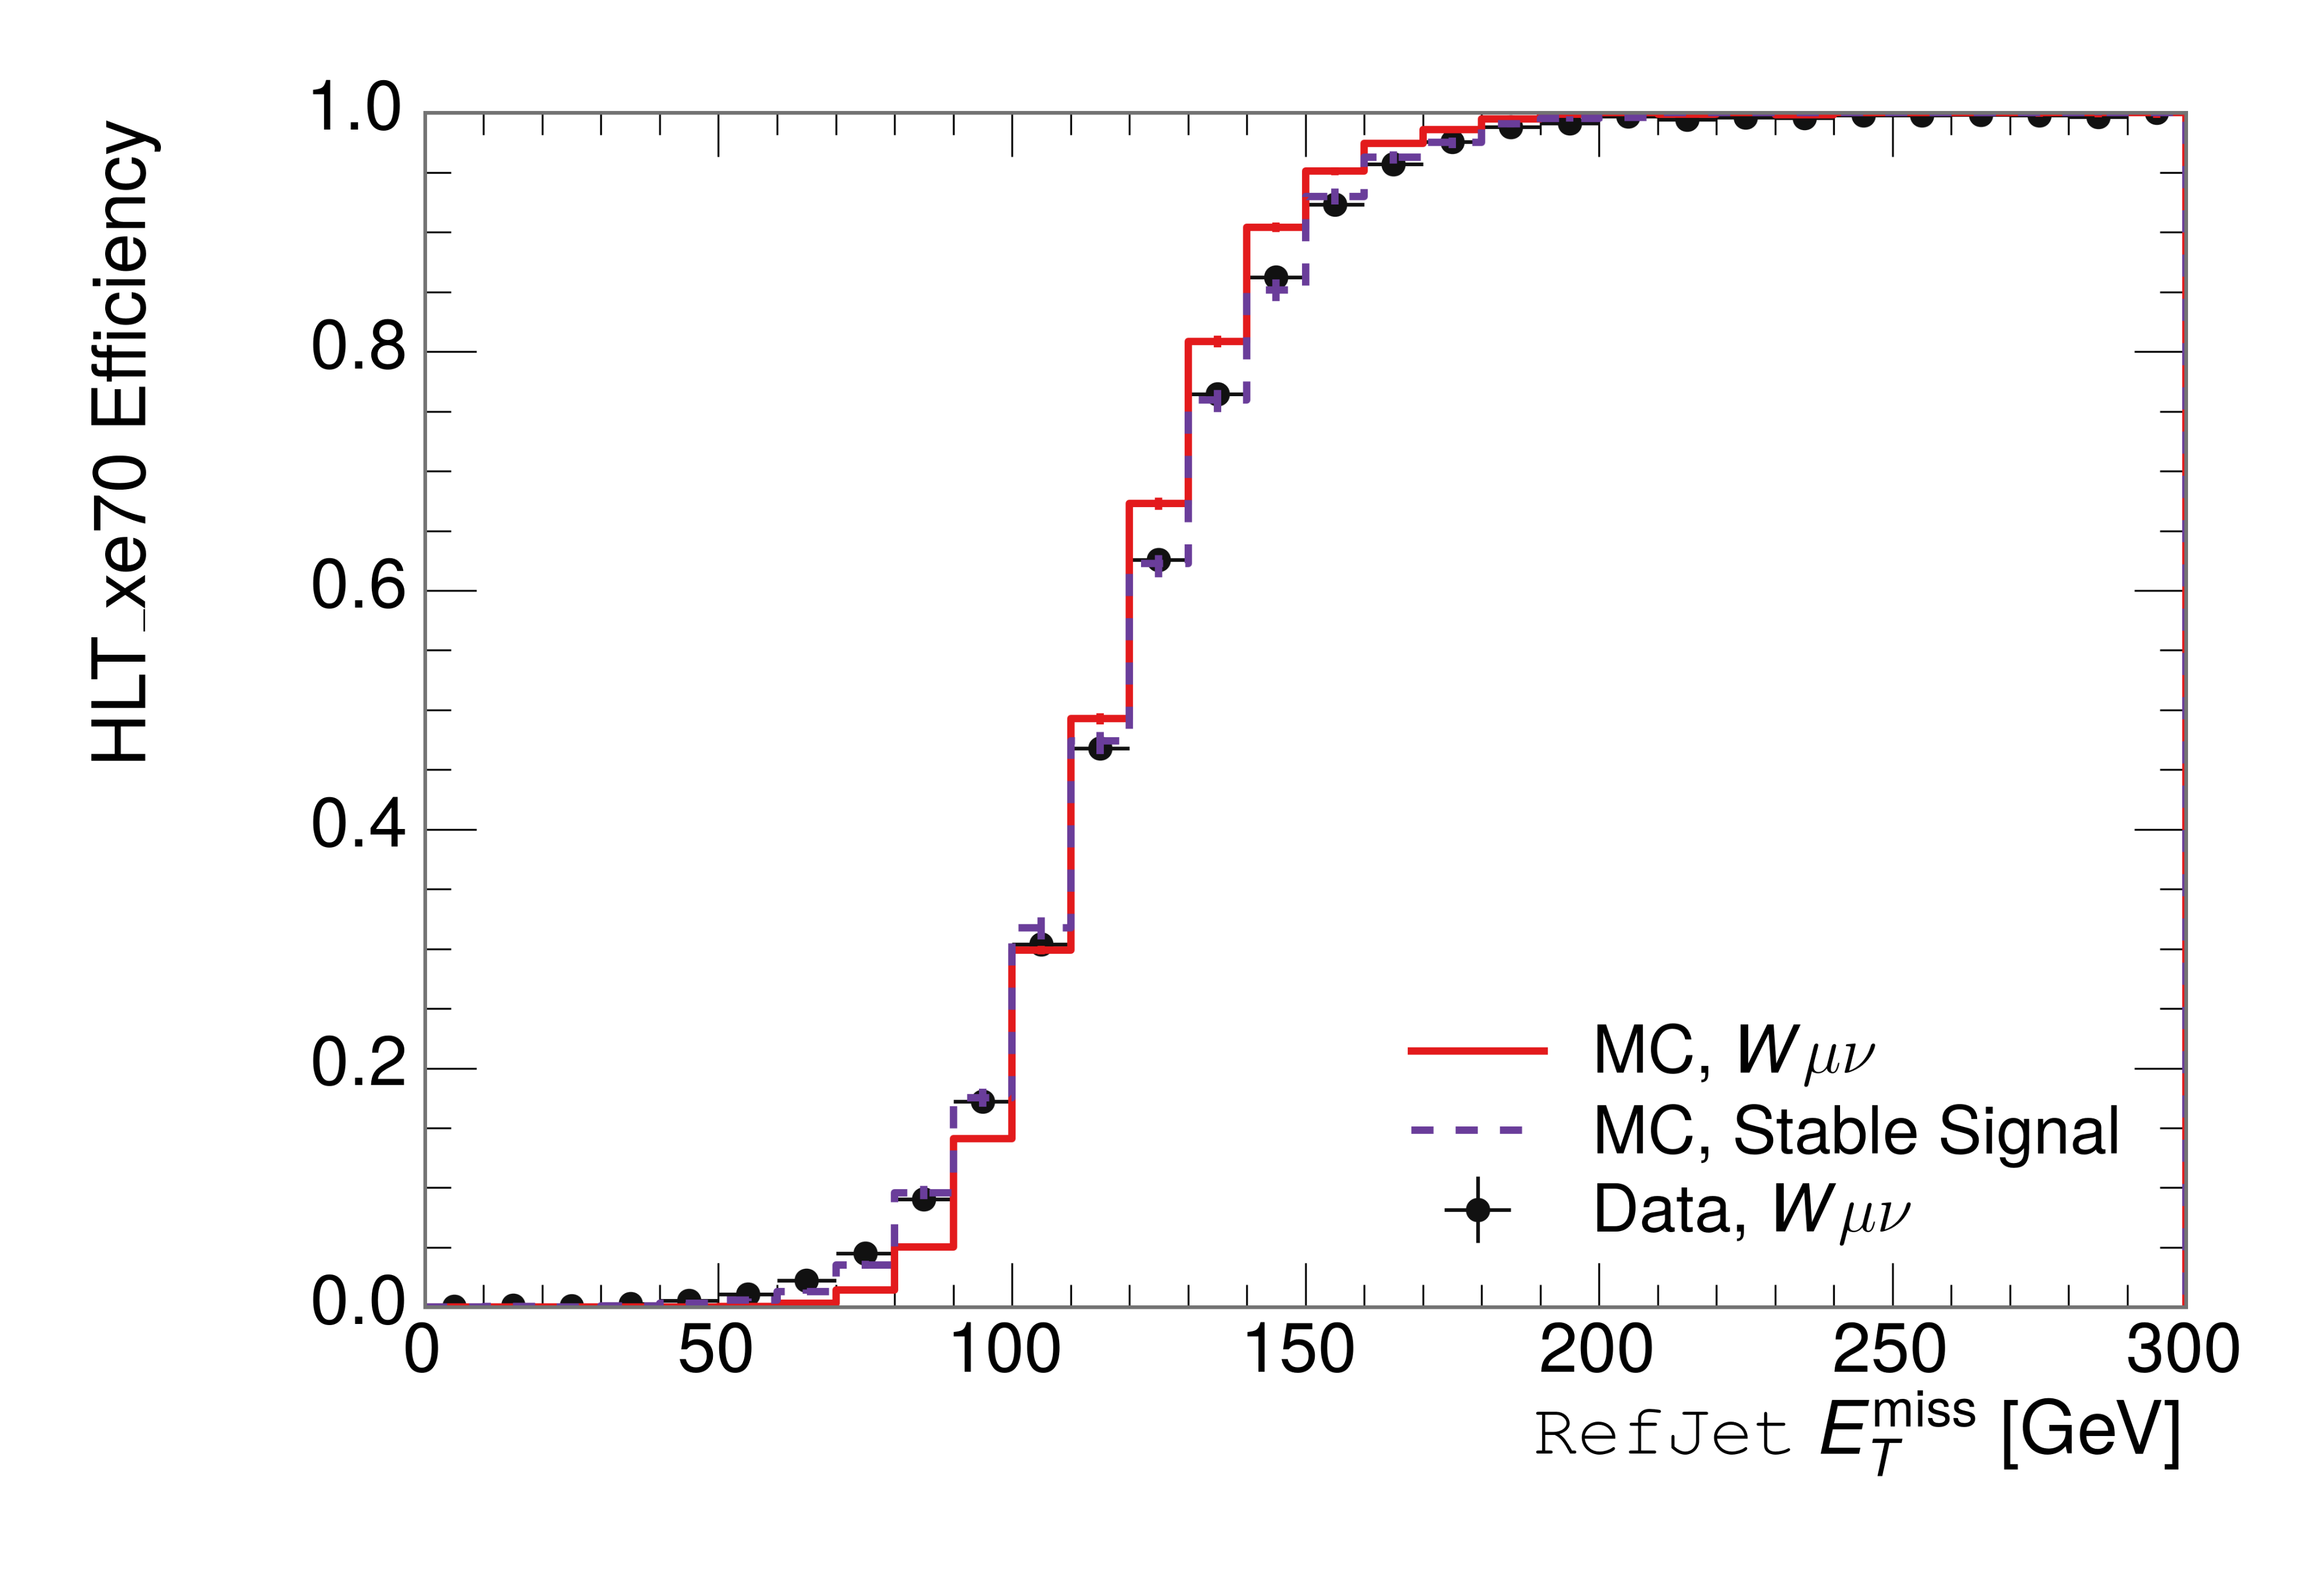 HLT_xe70 Efficiency
1.0
0.8
0.6
0.4
0.2
0.0
MC, Wμν
MC, Stable Signal
Data, Wμν
0 50 100 150 200 250 300
RefJet E_T^miss [GeV]